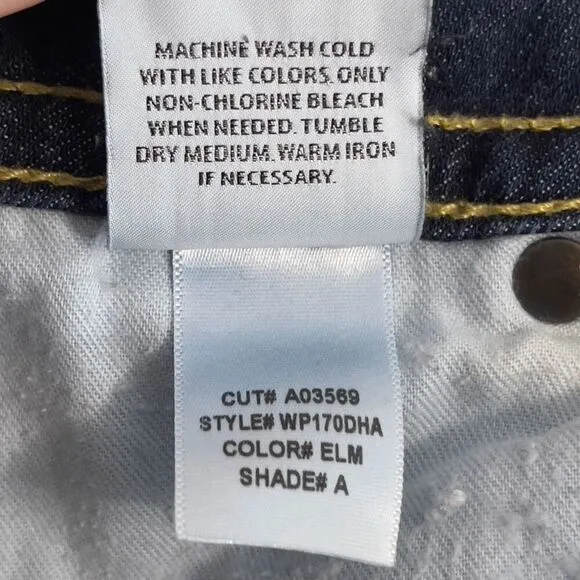 MACHINE WASH COLD
WITH LIKE COLORS. ONLY
NON-CHLORINE BLEACH
WHEN NEEDED. TUMBLE
DRY MEDIUM. WARM IRON
IF NECESSARY.
CUT# A03569
STYLE# WP170DHA
COLOR# ELM
SHADE# A